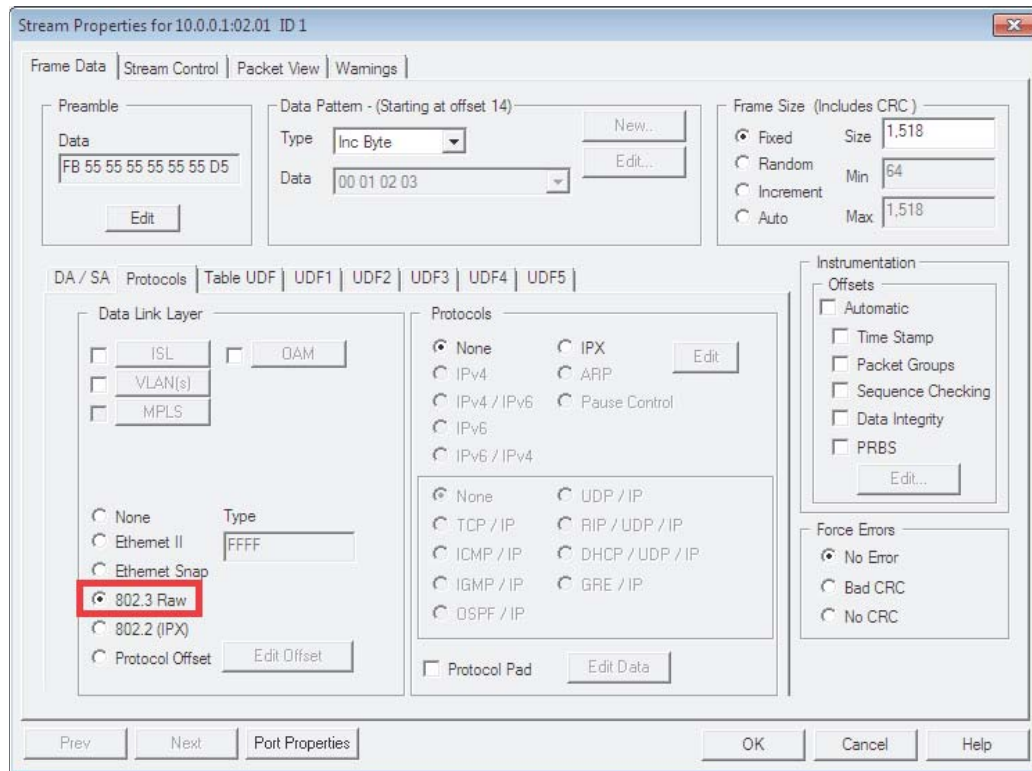 Stream Properties for 10.0.0.1:02.01 ID 1
Frame Data Stream Control Packet View Warnings
Preamble
Data
FB 55 55 55 55 55 55 D5
Edit
Data Pattern - (Starting at offset 14)
Type Inc Byte
New..
Data 00 01 02 03
Edit...
Frame Size (Includes CRC )
Fixed Size 1,518
Random Min 64
Increment
Auto Max 1,518
DA / SA Protocols Table UDF UDF1 UDF2 UDF3 UDF4 UDF5
Data Link Layer
ISL OAM
VLAN(s)
MPLS
None Type
Ethernet II FFFF
Ethernet Snap
802.3 Raw
802.2 (IPX)
Protocol Offset Edit Offset
Protocols
None IPX Edit
IPv4 ARP
IPv4 / IPv6 Pause Control
IPv6
IPv6 / IPv4
None UDP / IP
TCP / IP RIP / UDP / IP
ICMP / IP DHCP / UDP / IP
IGMP / IP GRE / IP
OSPF / IP
Protocol Pad Edit Data
Instrumentation
Offsets
Automatic
Time Stamp
Packet Groups
Sequence Checking
Data Integrity
PRBS
Edit...
Force Errors
No Error
Bad CRC
No CRC
Prev Next Port Properties OK Cancel Help